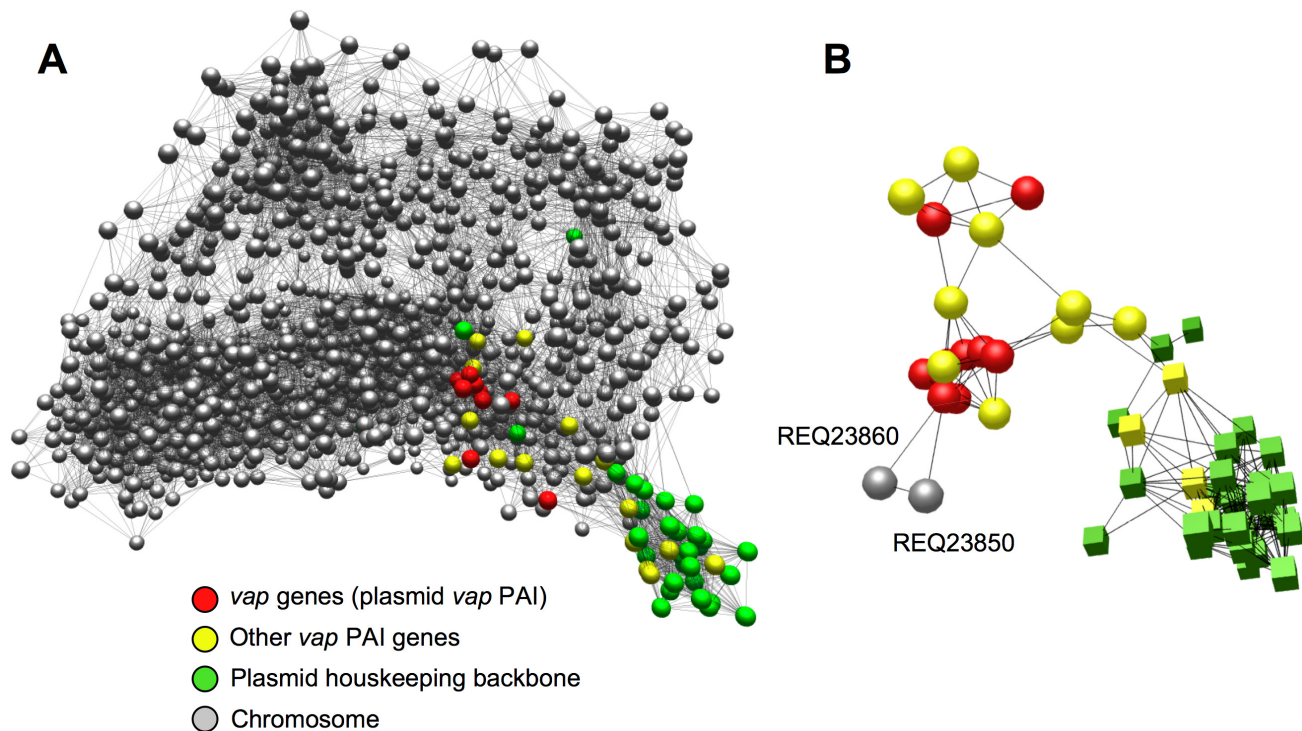 A
B
REQ23860
REQ23850
vap genes (plasmid vap PAI)
Other vap PAI genes
Plasmid houskeeping backbone
Chromosome